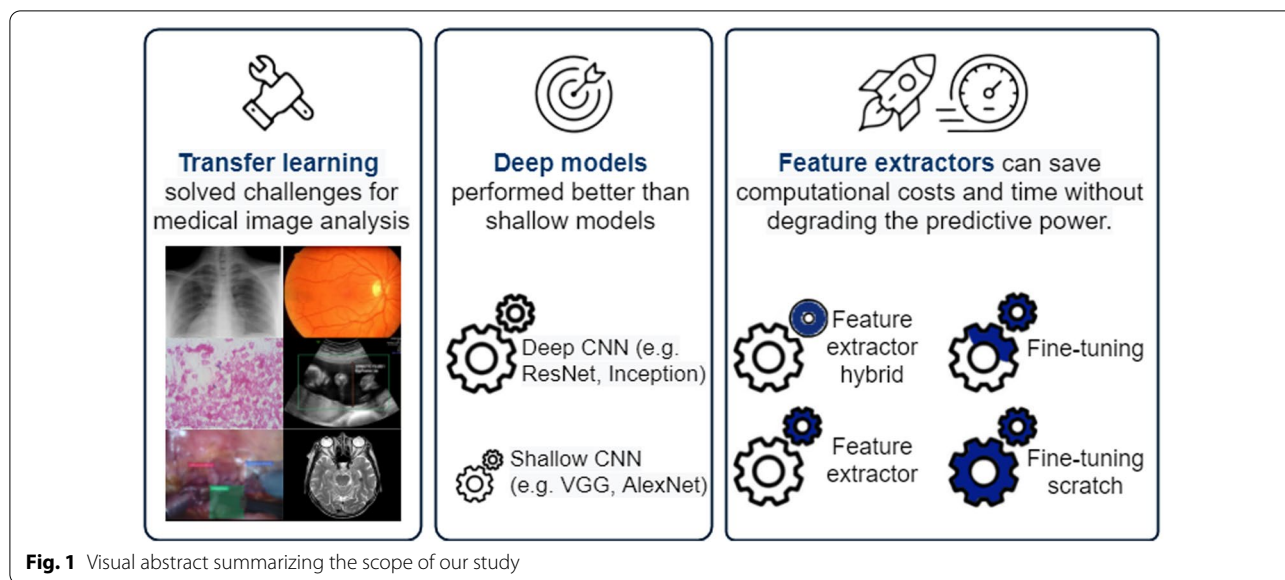 Transfer learning
solved challenges for
medical image analysis
Deep models
performed better than
shallow models
Deep CNN (e.g.
ResNet, Inception)
Shallow CNN
(e.g. VGG, AlexNet)
Feature extractors can save
computational costs and time without
degrading the predictive power.
Feature
extractor
hybrid
Fine-tuning
Feature
extractor
Fine-tuning
scratch
Fig. 1 Visual abstract summarizing the scope of our study